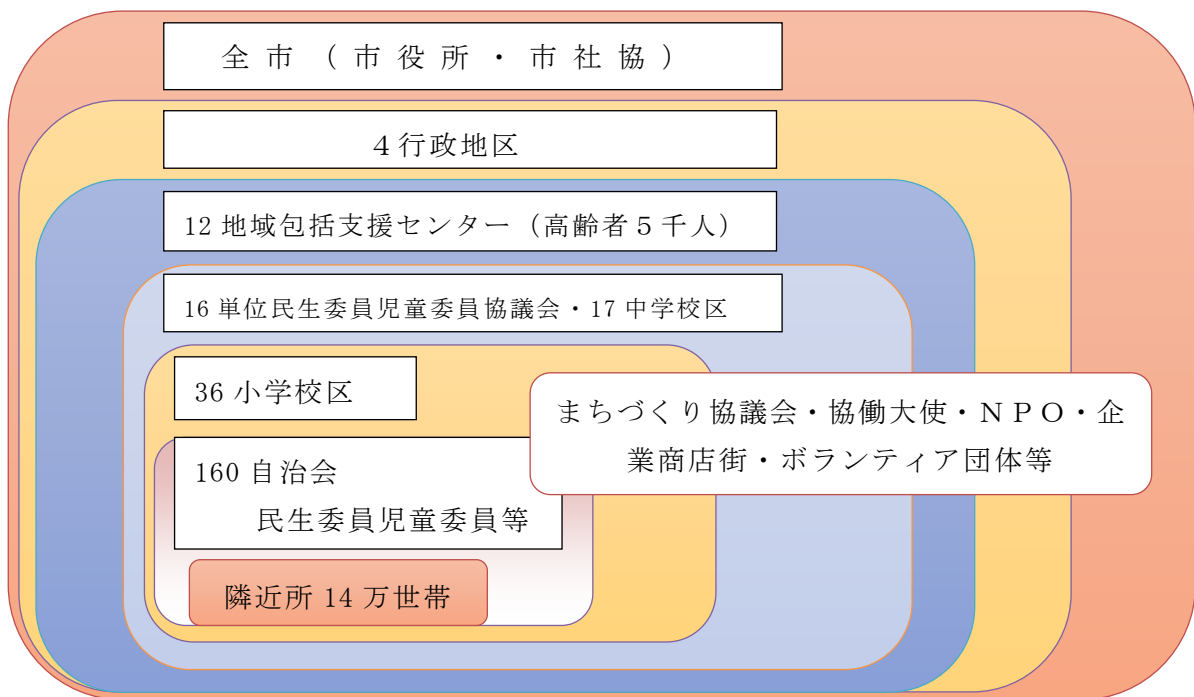 全市（市役所・市社協）
４行政地区
12 地域包括支援センター（高齢者５千人）
16 単位民生委員児童委員協議会・17 中学校区
36 小学校区
まちづくり協議会・協働大使・ＮＰＯ・企
業商店街・ボランティア団体等
160 自治会
民生委員児童委員等
隣近所 14 万世帯